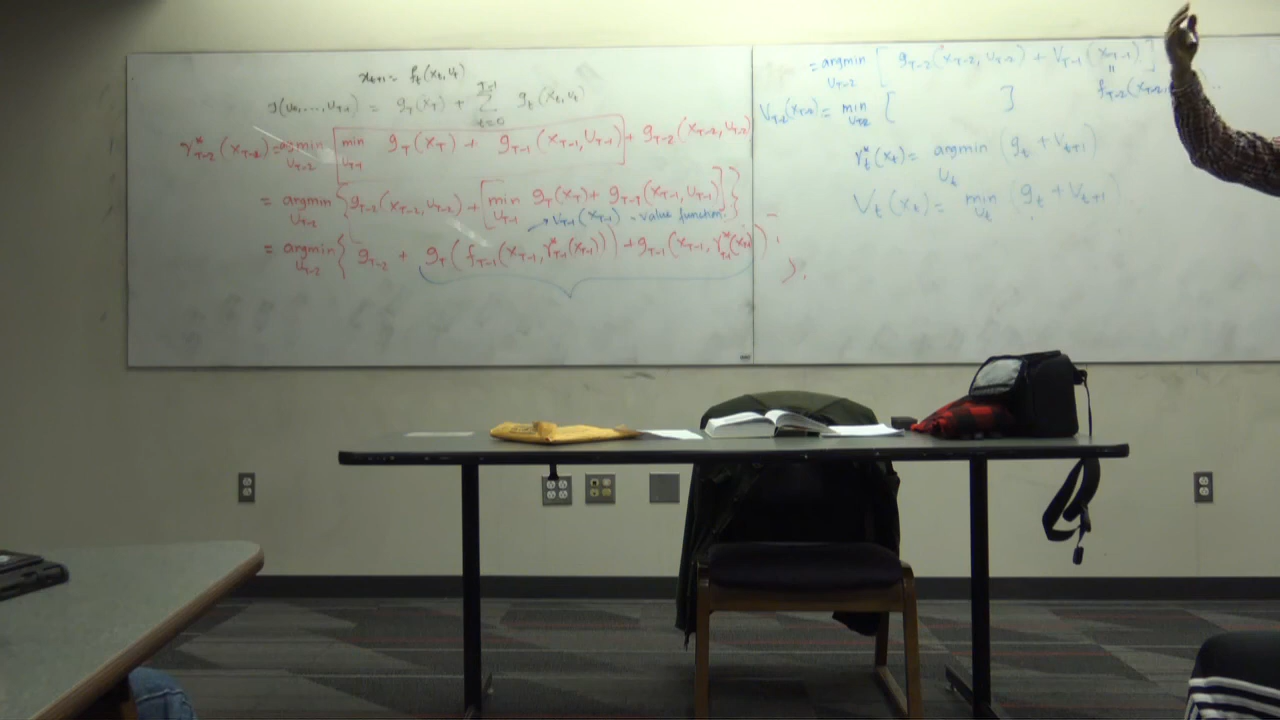 x_{t+1} = f_t(x_t, u_t)
J(u_0, ..., u_{T-1}) = g_T(x_T) + \sum_{t=0}^{T-1} g_t(x_t, u_t)
γ*_{T-2}(x_{T-2}) = argmin_{u_{T-2}} [ min_{u_{T-1}} g_T(x_T) + g_{T-1}(x_{T-1}, u_{T-1}) ] + g_{T-2}(x_{T-2}, u_{T-2})
= argmin_{u_{T-2}} { g_{T-2}(x_{T-2}, u_{T-2}) + [ min_{u_{T-1}} g_T(x_T) + g_{T-1}(x_{T-1}, u_{T-1}) ] }
→ V_{T-1}(x_{T-1}) - value function.
= argmin_{u_{T-2}} { g_{T-2} + g_T( f_{T-1}(x_{T-1}, γ*_{T-1}(x_{T-1})) ) + g_{T-1}(x_{T-1}, γ*_{T-1}(x_{T-1}) )
= argmin_{u_{T-2}} [ g_{T-2}(x_{T-2}, u_{T-2}) + V_{T-1}(x_{T-1}) ]
"
f_{T-2}(x_{T-2},
V_{T-2}(x_{T-2}) = min_{u_{T-2}} [ ]
γ*_t(x_t) = argmin_{u_t} (g_t + V_{t+1})
V_t(x_t) = min_{u_t} (g_t + V_{t+1})